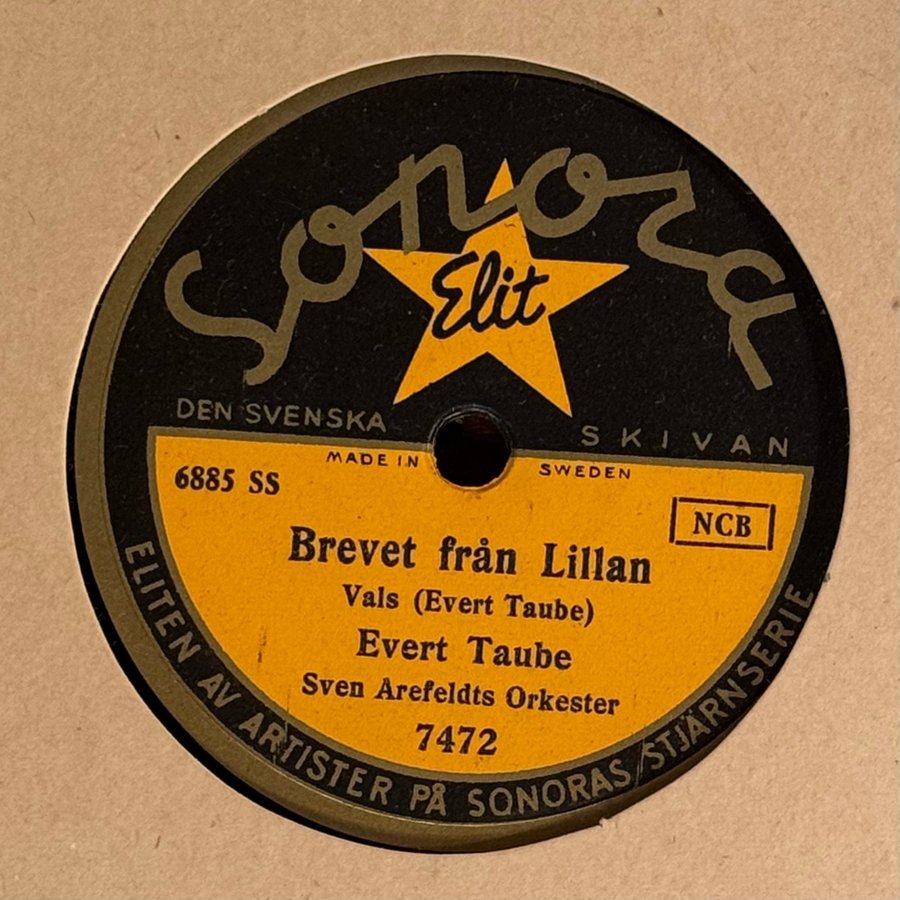 Sonora
Elit
DEN SVENSKA SKIVAN
MADE IN SWEDEN
6885 SS
NCB
Brevet från Lillan
Vals (Evert Taube)
Evert Taube
Sven Arefeldts Orkester
7472
ELITEN AV ARTISTER PÅ SONORAS STJÄRNSERIE